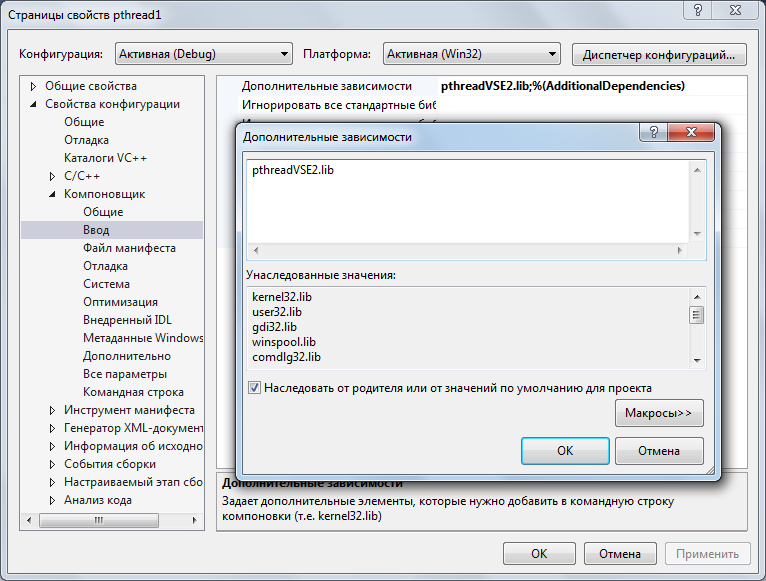 Страницы свойств pthread1
Конфигурация: Активная (Debug) Платформа: Активная (Win32) Диспетчер конфигураций...
Общие свойства
Свойства конфигурации
Общие
Отладка
Каталоги VC++
C/C++
Компоновщик
Общие
Ввод
Файл манифеста
Отладка
Система
Оптимизация
Внедренный IDL
Метаданные Windows
Дополнительно
Все параметры
Командная строка
Инструмент манифеста
Генератор XML-документ
Информация об исходно
События сборки
Настраиваемый этап сбо
Анализ кода
Дополнительные зависимости pthreadVSE2.lib;%(AdditionalDependencies)
Игнорировать все стандартные биб
Дополнительные зависимости
pthreadVSE2.lib
Унаследованные значения:
kernel32.lib
user32.lib
gdi32.lib
winspool.lib
comdlg32.lib
Наследовать от родителя или от значений по умолчанию для проекта
Макросы>>
OK Отмена
Дополнительные зависимости
Задает дополнительные элементы, которые нужно добавить в командную строку
компоновки (т.е. kernel32.lib)
OK Отмена Применить